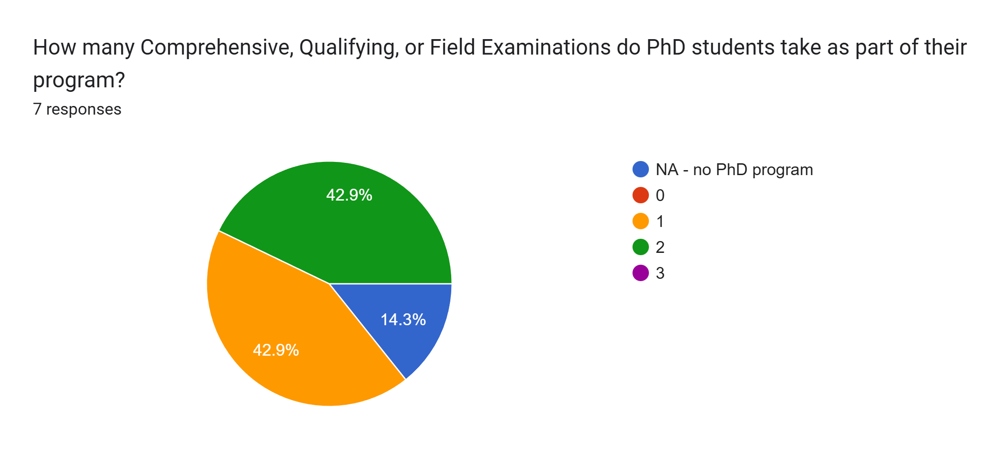 How many Comprehensive, Qualifying, or Field Examinations do PhD students take as part of their
program?
7 responses
42.9%
14.3%
42.9%
NA - no PhD program
0
1
2
3